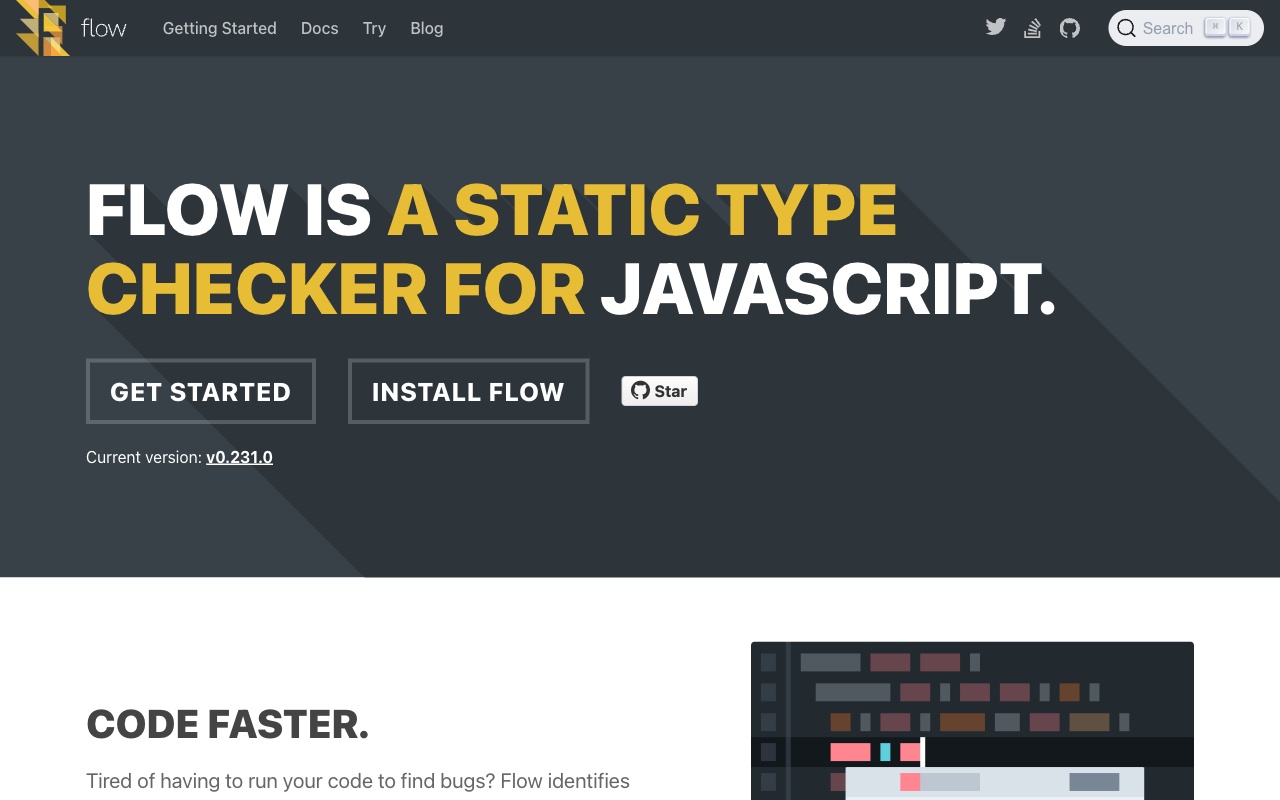 flow Getting Started Docs Try Blog Search ⌘ K
FLOW IS A STATIC TYPE
CHECKER FOR JAVASCRIPT.
GET STARTED INSTALL FLOW Star
Current version: v0.231.0
CODE FASTER.
Tired of having to run your code to find bugs? Flow identifies